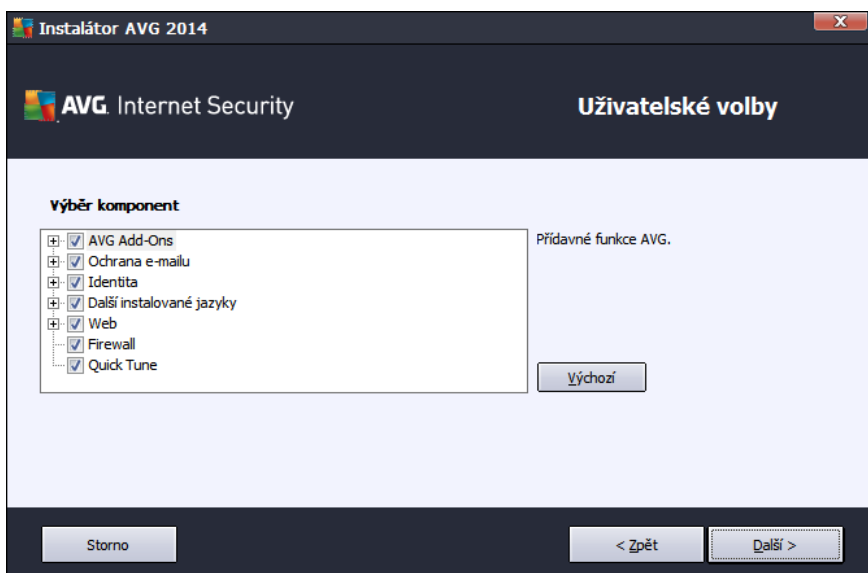 Instalátor AVG 2014
X
AVG. Internet Security
Uživatelské volby
Výběr komponent
AVG Add-Ons
Ochrana e-mailu
Identita
Další instalované jazyky
Web
Firewall
Quick Tune
Přídavné funkce AVG.
Výchozí
Storno
< Zpět
Další >